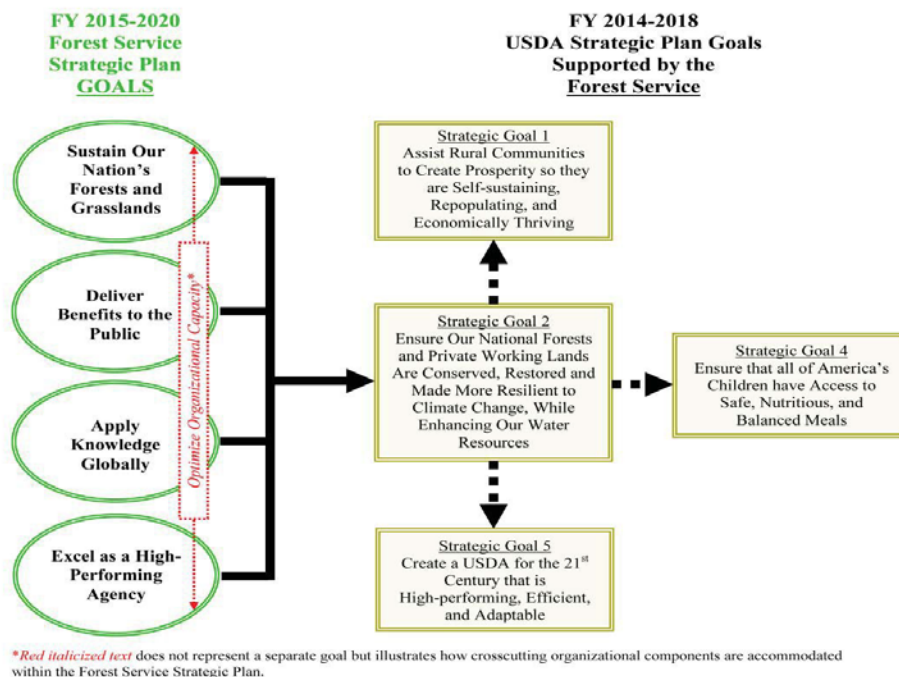 FY 2015-2020
Forest Service
Strategic Plan
GOALS
FY 2014-2018
USDA Strategic Plan Goals
Supported by the
Forest Service
Sustain Our
Nation's
Forests and
Grasslands
Deliver
Benefits to the
Public
Apply
Knowledge
Globally
Excel as a High-
Performing
Agency
Optimize Organizational Capacity*
Strategic Goal 1
Assist Rural Communities
to Create Prosperity so they
are Self-sustaining,
Repopulating, and
Economically Thriving
Strategic Goal 2
Ensure Our National Forests
and Private Working Lands
Are Conserved, Restored and
Made More Resilient to
Climate Change, While
Enhancing Our Water
Resources
Strategic Goal 4
Ensure that all of America's
Children have Access to
Safe, Nutritious, and
Balanced Meals
Strategic Goal 5
Create a USDA for the 21st
Century that is
High-performing, Efficient,
and Adaptable
*Red italicized text does not represent a separate goal but illustrates how crosscutting organizational components are accommodated
within the Forest Service Strategic Plan.